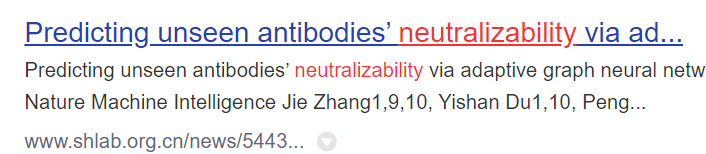 Predicting unseen antibodies’ neutralizability via ad...
Predicting unseen antibodies’ neutralizability via adaptive graph neural netw
Nature Machine Intelligence Jie Zhang1,9,10, Yishan Du1,10, Peng...
www.shlab.org.cn/news/5443...